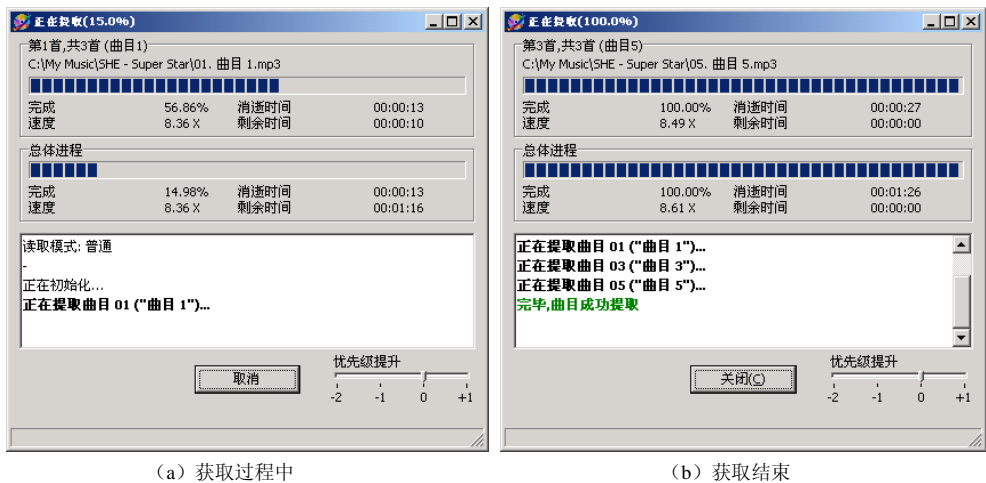 正在提取(15.0%)
第1首,共3首 (曲目1)
C:\My Music\SHE - Super Star\01. 曲目 1.mp3
完成 56.86% 消逝时间 00:00:13
速度 8.36 X 剩余时间 00:00:10
总体进程
完成 14.98% 消逝时间 00:00:13
速度 8.36 X 剩余时间 00:01:16
读取模式: 普通
-
正在初始化...
正在提取曲目 01 ("曲目 1")...
优先级提升
取消
-2 -1 0 +1
(a) 获取过程中
正在提取(100.0%)
第3首,共3首 (曲目5)
C:\My Music\SHE - Super Star\05. 曲目 5.mp3
完成 100.00% 消逝时间 00:00:27
速度 8.49 X 剩余时间 00:00:00
总体进程
完成 100.00% 消逝时间 00:01:26
速度 8.61 X 剩余时间 00:00:00
正在提取曲目 01 ("曲目 1")...
正在提取曲目 03 ("曲目 3")...
正在提取曲目 05 ("曲目 5")...
完毕,曲目成功提取
优先级提升
关闭(C)
-2 -1 0 +1
(b) 获取结束